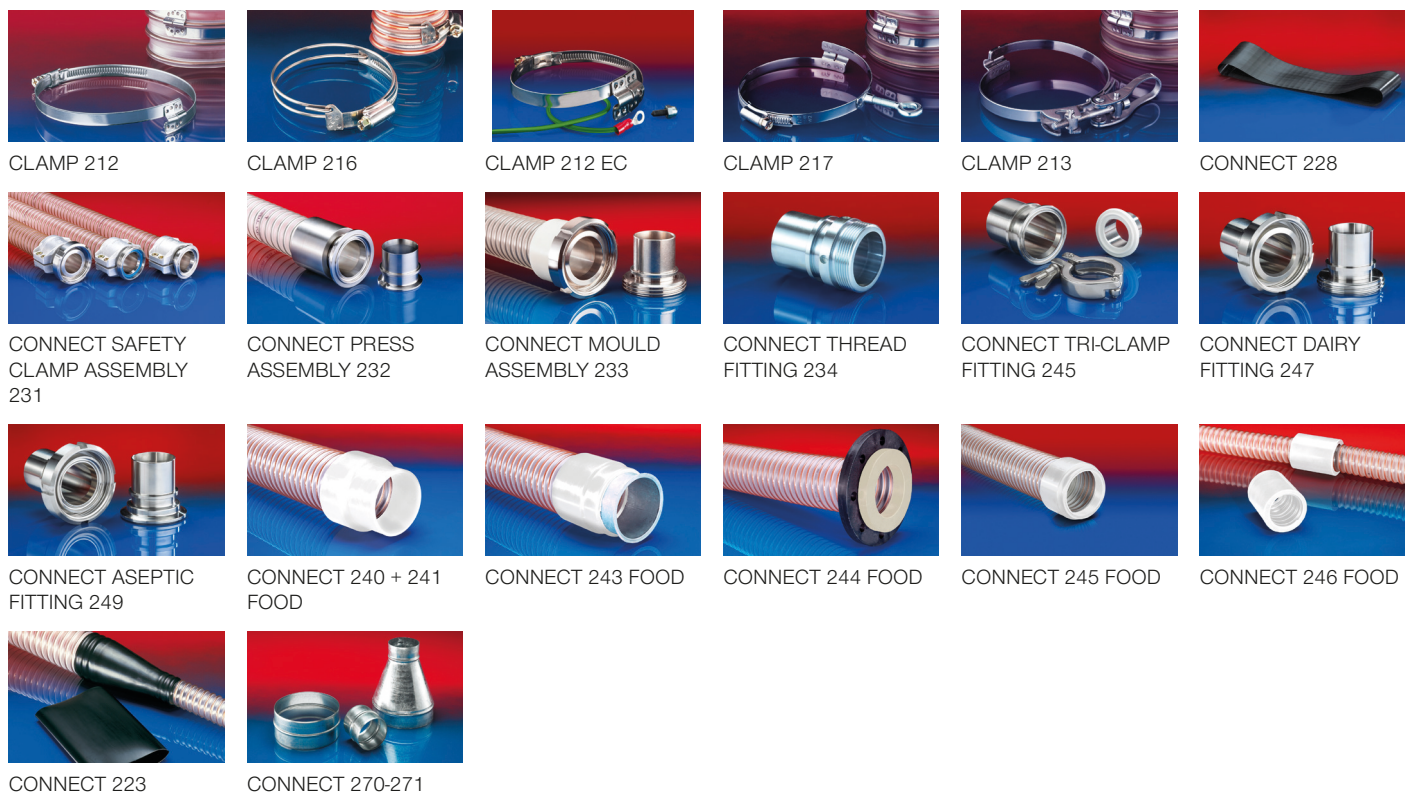 CLAMP 212
CLAMP 216
CLAMP 212 EC
CLAMP 217
CLAMP 213
CONNECT 228
CONNECT SAFETY
CLAMP ASSEMBLY
231
CONNECT PRESS
ASSEMBLY 232
CONNECT MOULD
ASSEMBLY 233
CONNECT THREAD
FITTING 234
CONNECT TRI-CLAMP
FITTING 245
CONNECT DAIRY
FITTING 247
CONNECT ASEPTIC
FITTING 249
CONNECT 240 + 241
FOOD
CONNECT 243 FOOD
CONNECT 244 FOOD
CONNECT 245 FOOD
CONNECT 246 FOOD
CONNECT 223
CONNECT 270-271